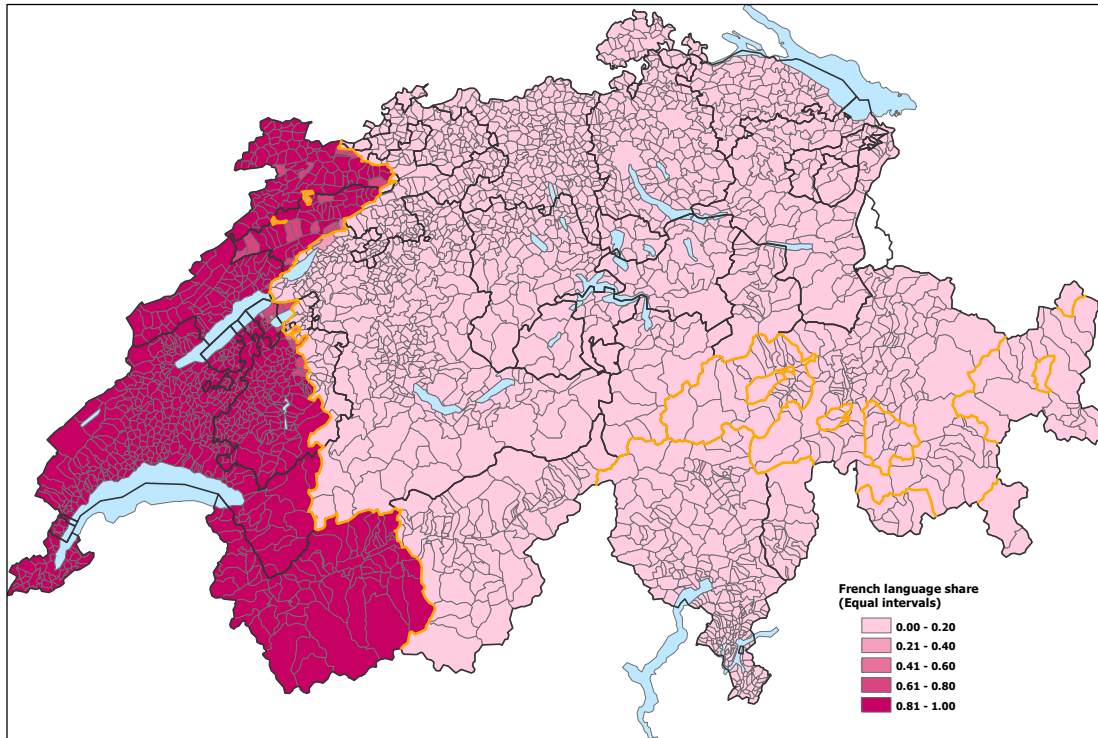 French language share
(Equal intervals)
0.00 - 0.20
0.21 - 0.40
0.41 - 0.60
0.61 - 0.80
0.81 - 1.00